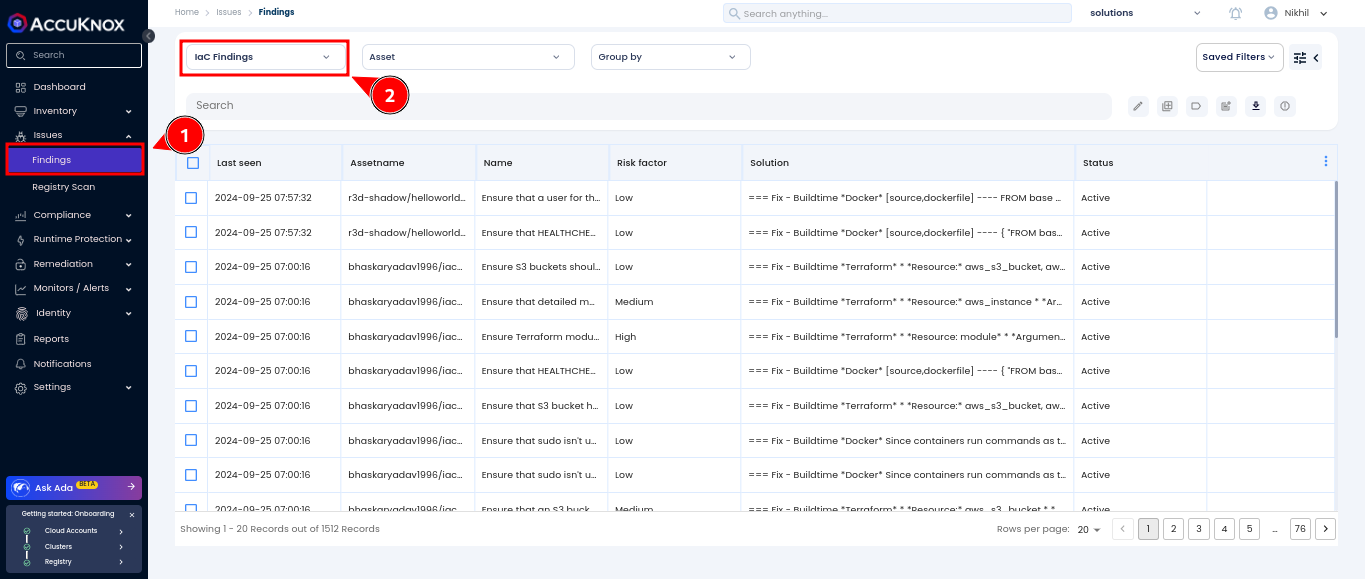 ACCUKNOX
Search
Dashboard
Inventory
Issues
Findings
Registry Scan
Compliance
Runtime Protection
Remediation
Monitors / Alerts
Identity
Reports
Notifications
Settings
Ask Ada BETA
Getting started: Onboarding ×
Cloud Accounts
Clusters
Registry
Home > Issues > Findings
Search anything...
solutions
Nikhil
IaC Findings
Asset
Group by
Saved Filters
1
2
Search
Last seen Assetname Name Risk factor Solution Status
2024-09-25 07:57:32 r3d-shadow/helloworld... Ensure that a user for th... Low === Fix - Buildtime *Docker* [source,dockerfile] ---- FROM base ... Active
2024-09-25 07:57:32 r3d-shadow/helloworld... Ensure that HEALTHCHE... Low === Fix - Buildtime *Docker* [source,dockerfile] ---- { "FROM bas... Active
2024-09-25 07:00:16 bhaskaryadav1996/iac... Ensure S3 buckets shoul... Low === Fix - Buildtime *Terraform* * *Resource:* aws_s3_bucket, aw... Active
2024-09-25 07:00:16 bhaskaryadav1996/iac... Ensure that detailed m... Medium === Fix - Buildtime *Terraform* * *Resource:* aws_instance * *Ar... Active
2024-09-25 07:00:16 bhaskaryadav1996/iac... Ensure Terraform modu... High === Fix - Buildtime *Terraform* * *Resource: module* * *Argumen... Active
2024-09-25 07:00:16 bhaskaryadav1996/iac... Ensure that HEALTHCHE... Low === Fix - Buildtime *Docker* [source,dockerfile] ---- { "FROM bas... Active
2024-09-25 07:00:16 bhaskaryadav1996/iac... Ensure that S3 bucket h... Low === Fix - Buildtime *Terraform* * *Resource:* aws_s3_bucket, aw... Active
2024-09-25 07:00:16 bhaskaryadav1996/iac... Ensure that sudo isn't u... Low === Fix - Buildtime *Docker* Since containers run commands as t... Active
2024-09-25 07:00:16 bhaskaryadav1996/iac... Ensure that sudo isn't u... Low === Fix - Buildtime *Docker* Since containers run commands as t... Active
2024-09-25 07:00:16 bhaskaryadav1996/iac... Ensure that an S3 buck... Medium === Fix - Buildtime *Terraform* * *Resource:* aws_s3_bucket * *... Active
Showing 1 - 20 Records out of 1512 Records
Rows per page: 20 < 1 2 3 4 5 ... 76 >